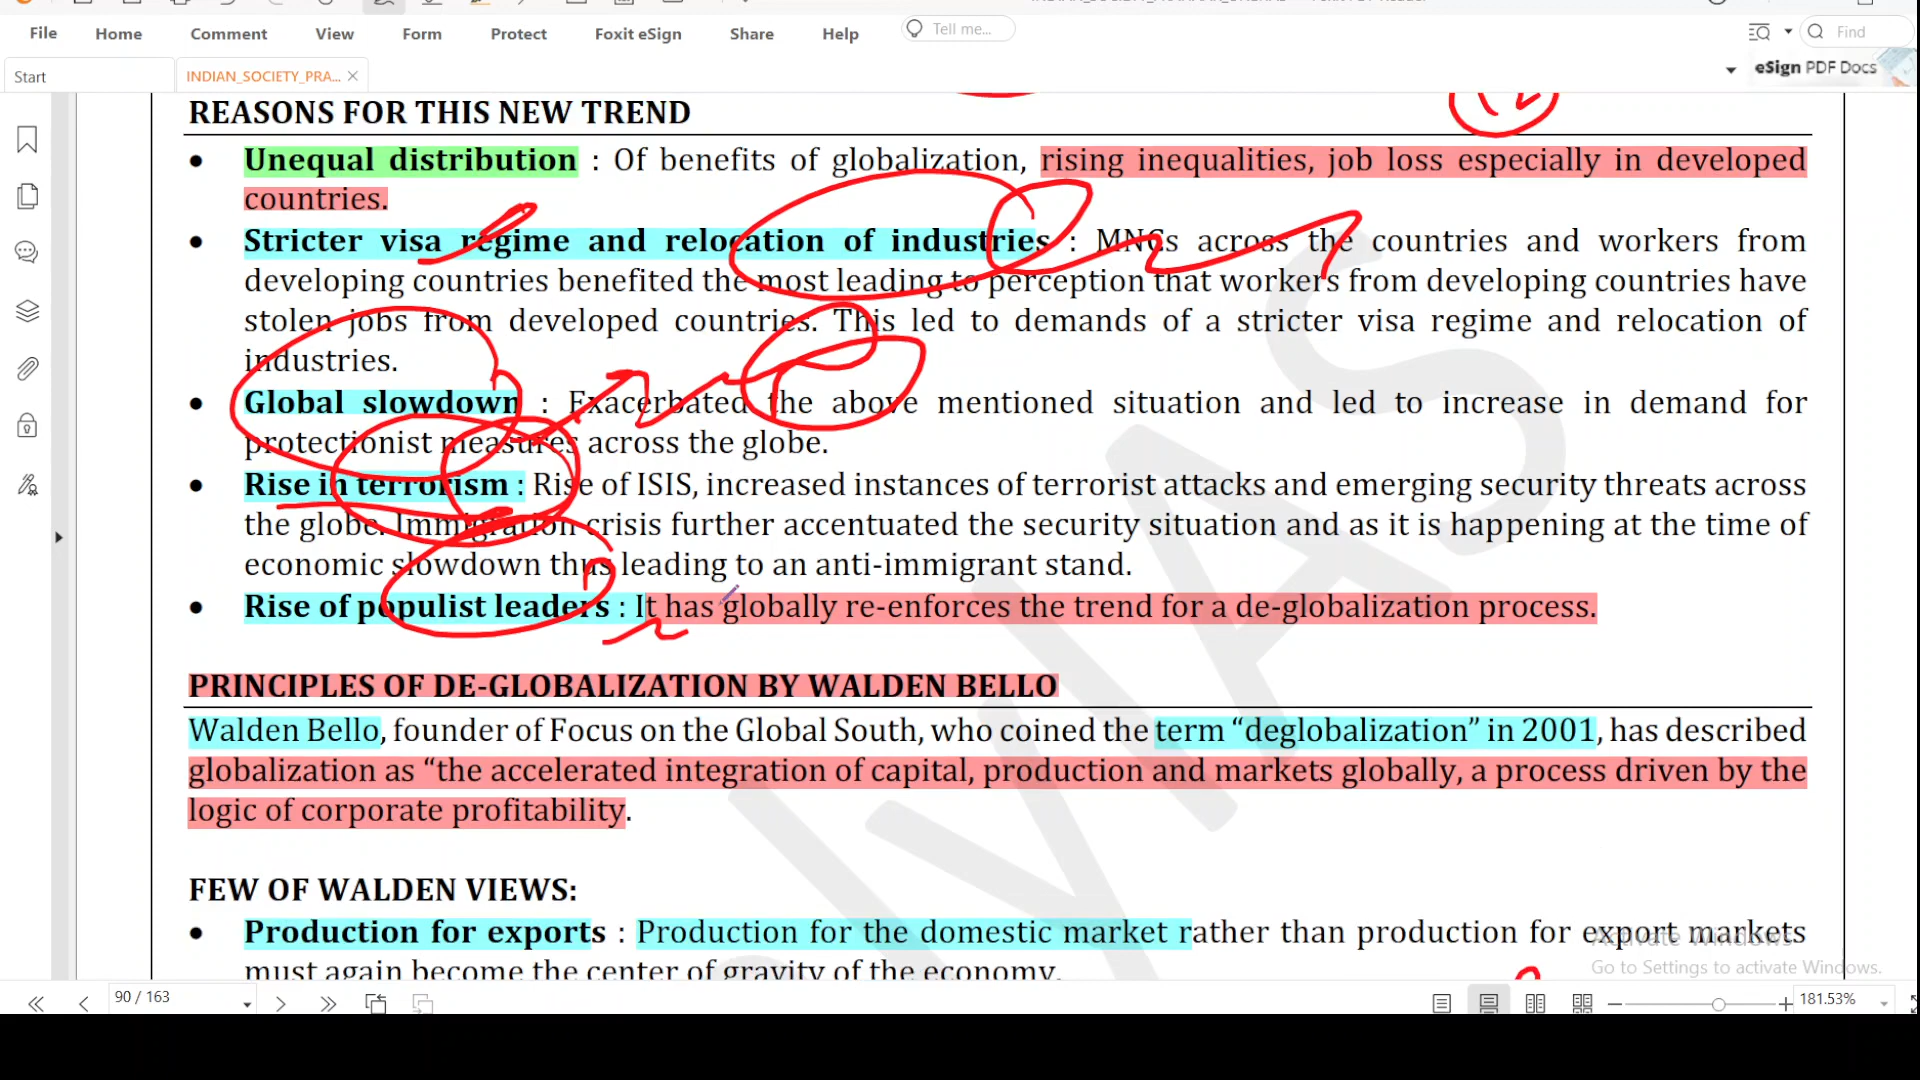 File Home Comment View Form Protect Foxit eSign Share Help Tell me... Find
Start INDIAN_SOCIETY_PRA... eSign PDF Docs
REASONS FOR THIS NEW TREND
• Unequal distribution : Of benefits of globalization, rising inequalities, job loss especially in developed
countries.
• Stricter visa regime and relocation of industries : MNCs across the countries and workers from
developing countries benefited the most leading to perception that workers from developing countries have
stolen jobs from developed countries. This led to demands of a stricter visa regime and relocation of
industries.
• Global slowdown : Exacerbated the above mentioned situation and led to increase in demand for
protectionist measures across the globe.
• Rise in terrorism : Rise of ISIS, increased instances of terrorist attacks and emerging security threats across
the globe. Immigration crisis further accentuated the security situation and as it is happening at the time of
economic slowdown thus leading to an anti-immigrant stand.
• Rise of populist leaders : It has globally re-enforces the trend for a de-globalization process.
PRINCIPLES OF DE-GLOBALIZATION BY WALDEN BELLO
Walden Bello, founder of Focus on the Global South, who coined the term “deglobalization” in 2001, has described
globalization as “the accelerated integration of capital, production and markets globally, a process driven by the
logic of corporate profitability.
FEW OF WALDEN VIEWS:
• Production for exports : Production for the domestic market rather than production for export markets
must again become the center of gravity of the economy.
Activate Windows
Go to Settings to activate Windows.
90 / 163 181.53%